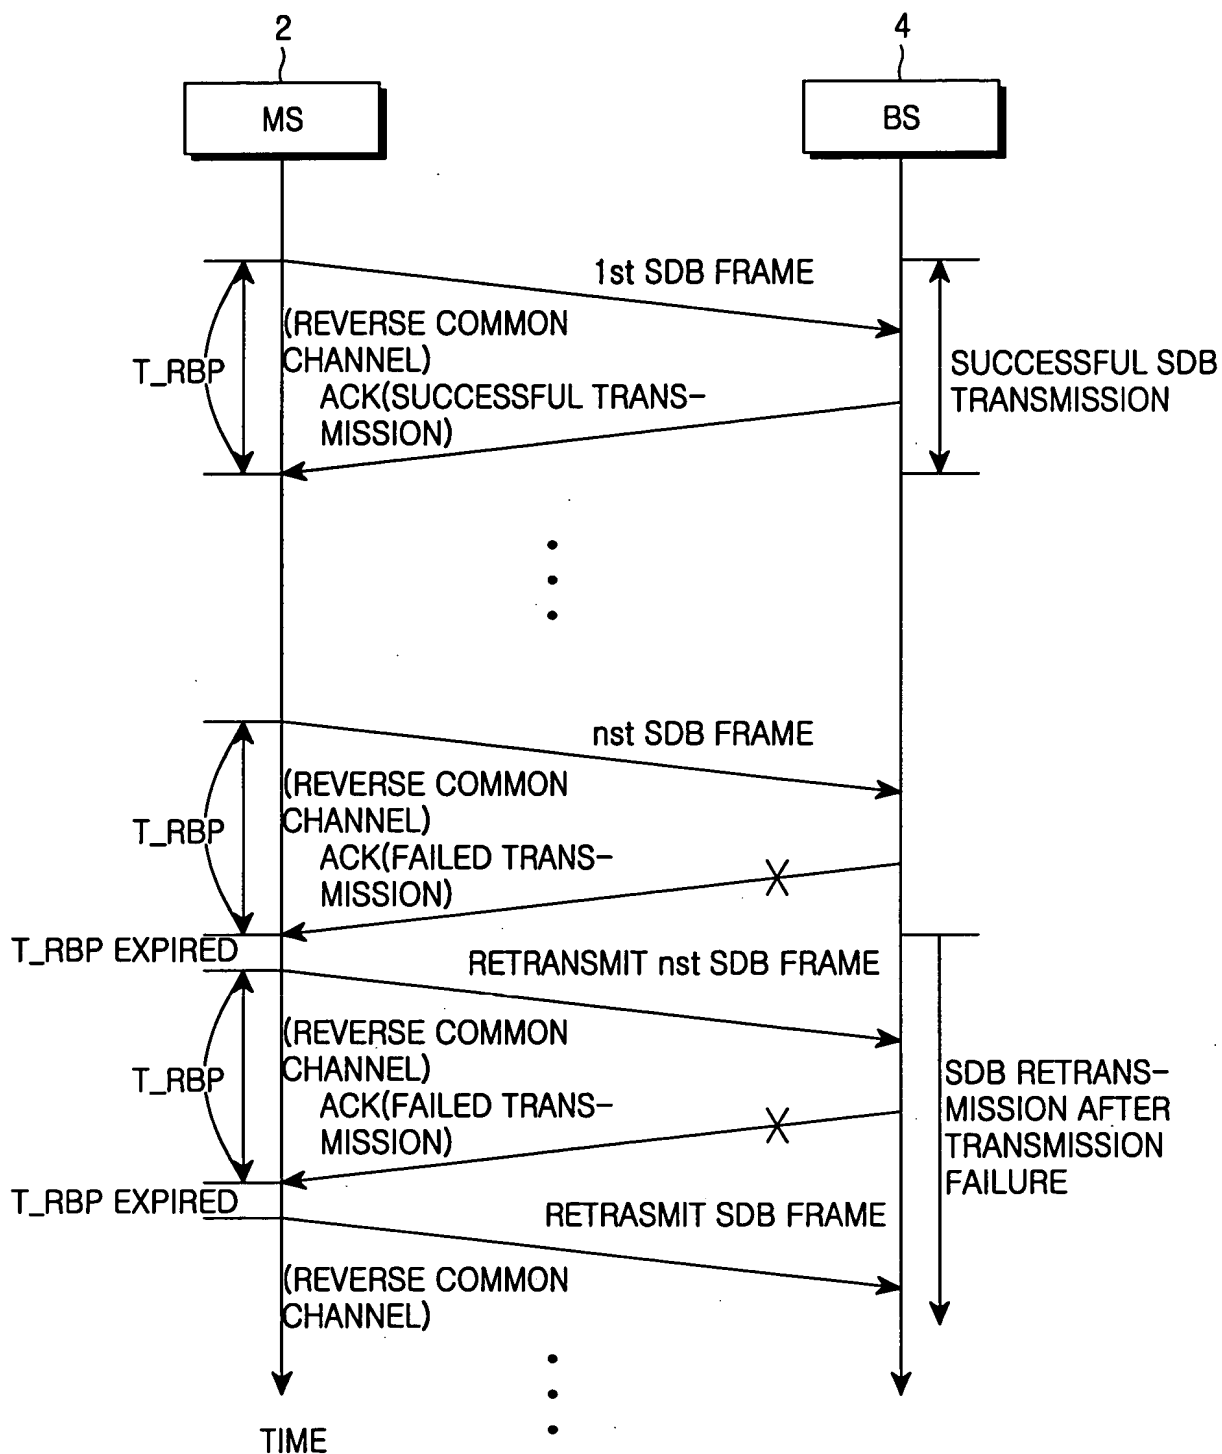 2
4
MS
BS
1st SDB FRAME
(REVERSE COMMON
CHANNEL)
T_RBP
ACK(SUCCESSFUL TRANS-
MISSION)
SUCCESSFUL SDB
TRANSMISSION
nst SDB FRAME
(REVERSE COMMON
CHANNEL)
T_RBP
ACK(FAILED TRANS-
MISSION)
T_RBP EXPIRED
RETRANSMIT nst SDB FRAME
(REVERSE COMMON
CHANNEL)
T_RBP
ACK(FAILED TRANS-
MISSION)
SDB RETRANS-
MISSION AFTER
TRANSMISSION
FAILURE
T_RBP EXPIRED
RETRASMIT SDB FRAME
(REVERSE COMMON
CHANNEL)
TIME